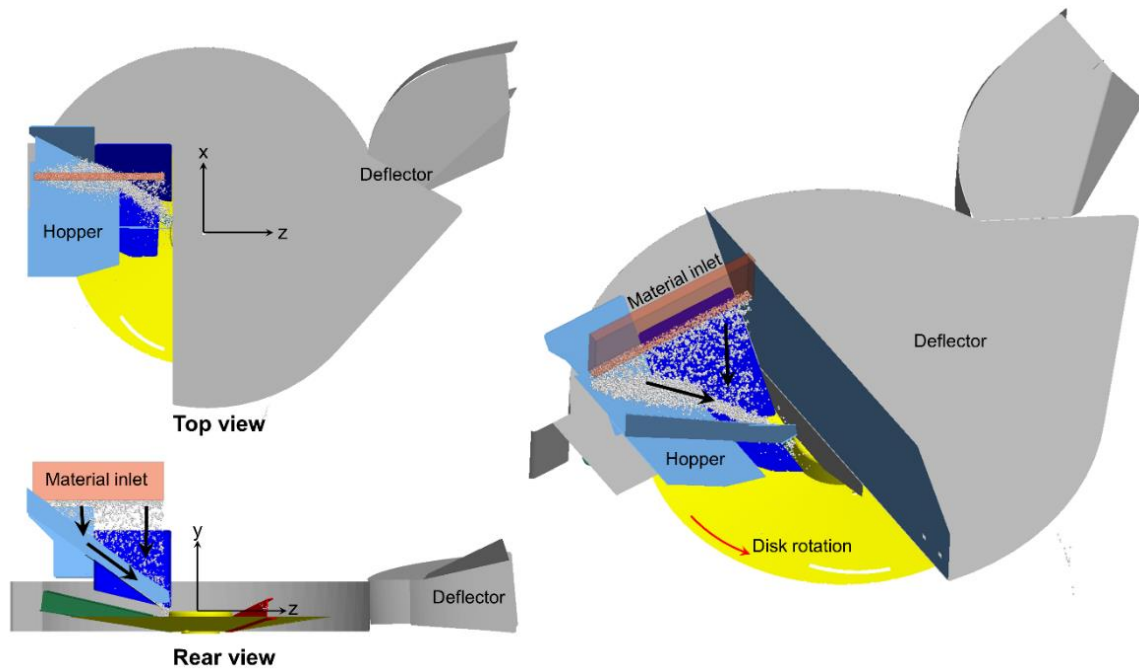 x
Deflector
Hopper
z
Top view
Material inlet
y
z
Deflector
Rear view
Material inlet
Deflector
Hopper
Disk rotation